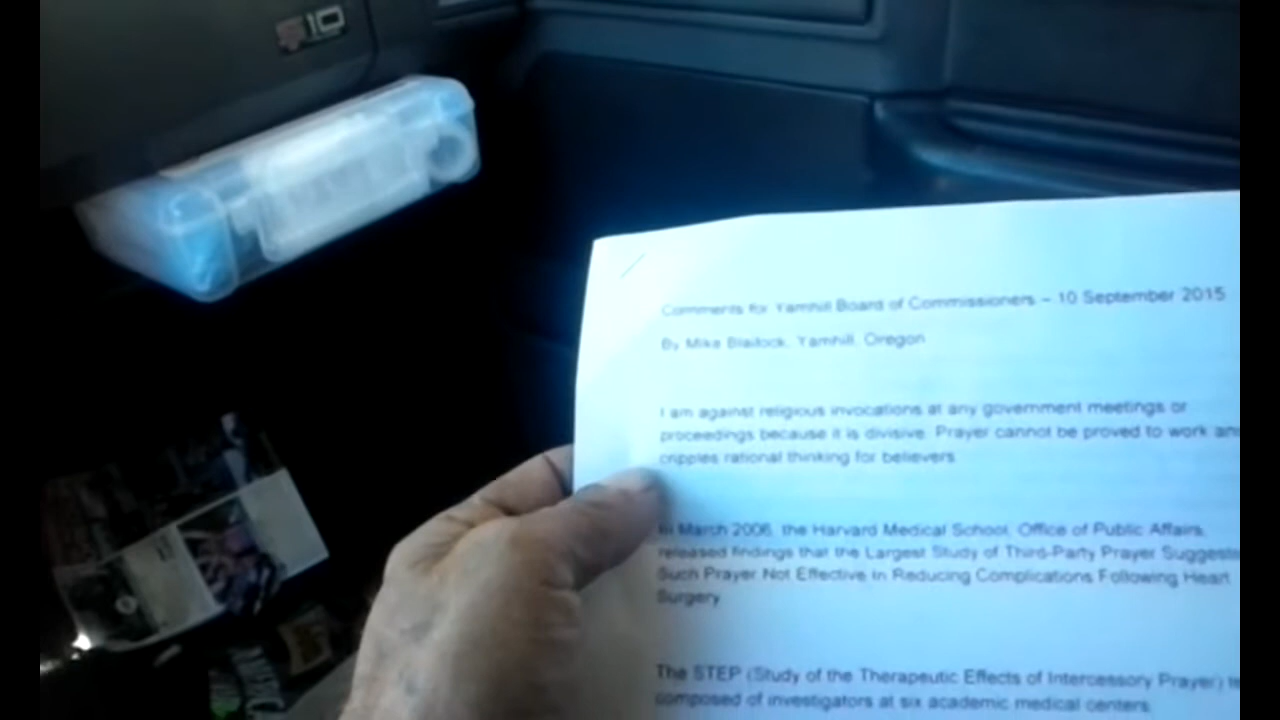 10
Comments for Yamhill Board of Commissioners – 10 September 2015
By Mike Blailock, Yamhill, Oregon
I am against religious invocations at any government meetings or
proceedings because it is divisive. Prayer cannot be proved to work and
cripples rational thinking for believers.
In March 2006, the Harvard Medical School, Office of Public Affairs,
released findings that the Largest Study of Third-Party Prayer Suggests
Such Prayer Not Effective In Reducing Complications Following Heart
Surgery.
The STEP (Study of the Therapeutic Effects of Intercessory Prayer) is
composed of investigators at six academic medical centers.